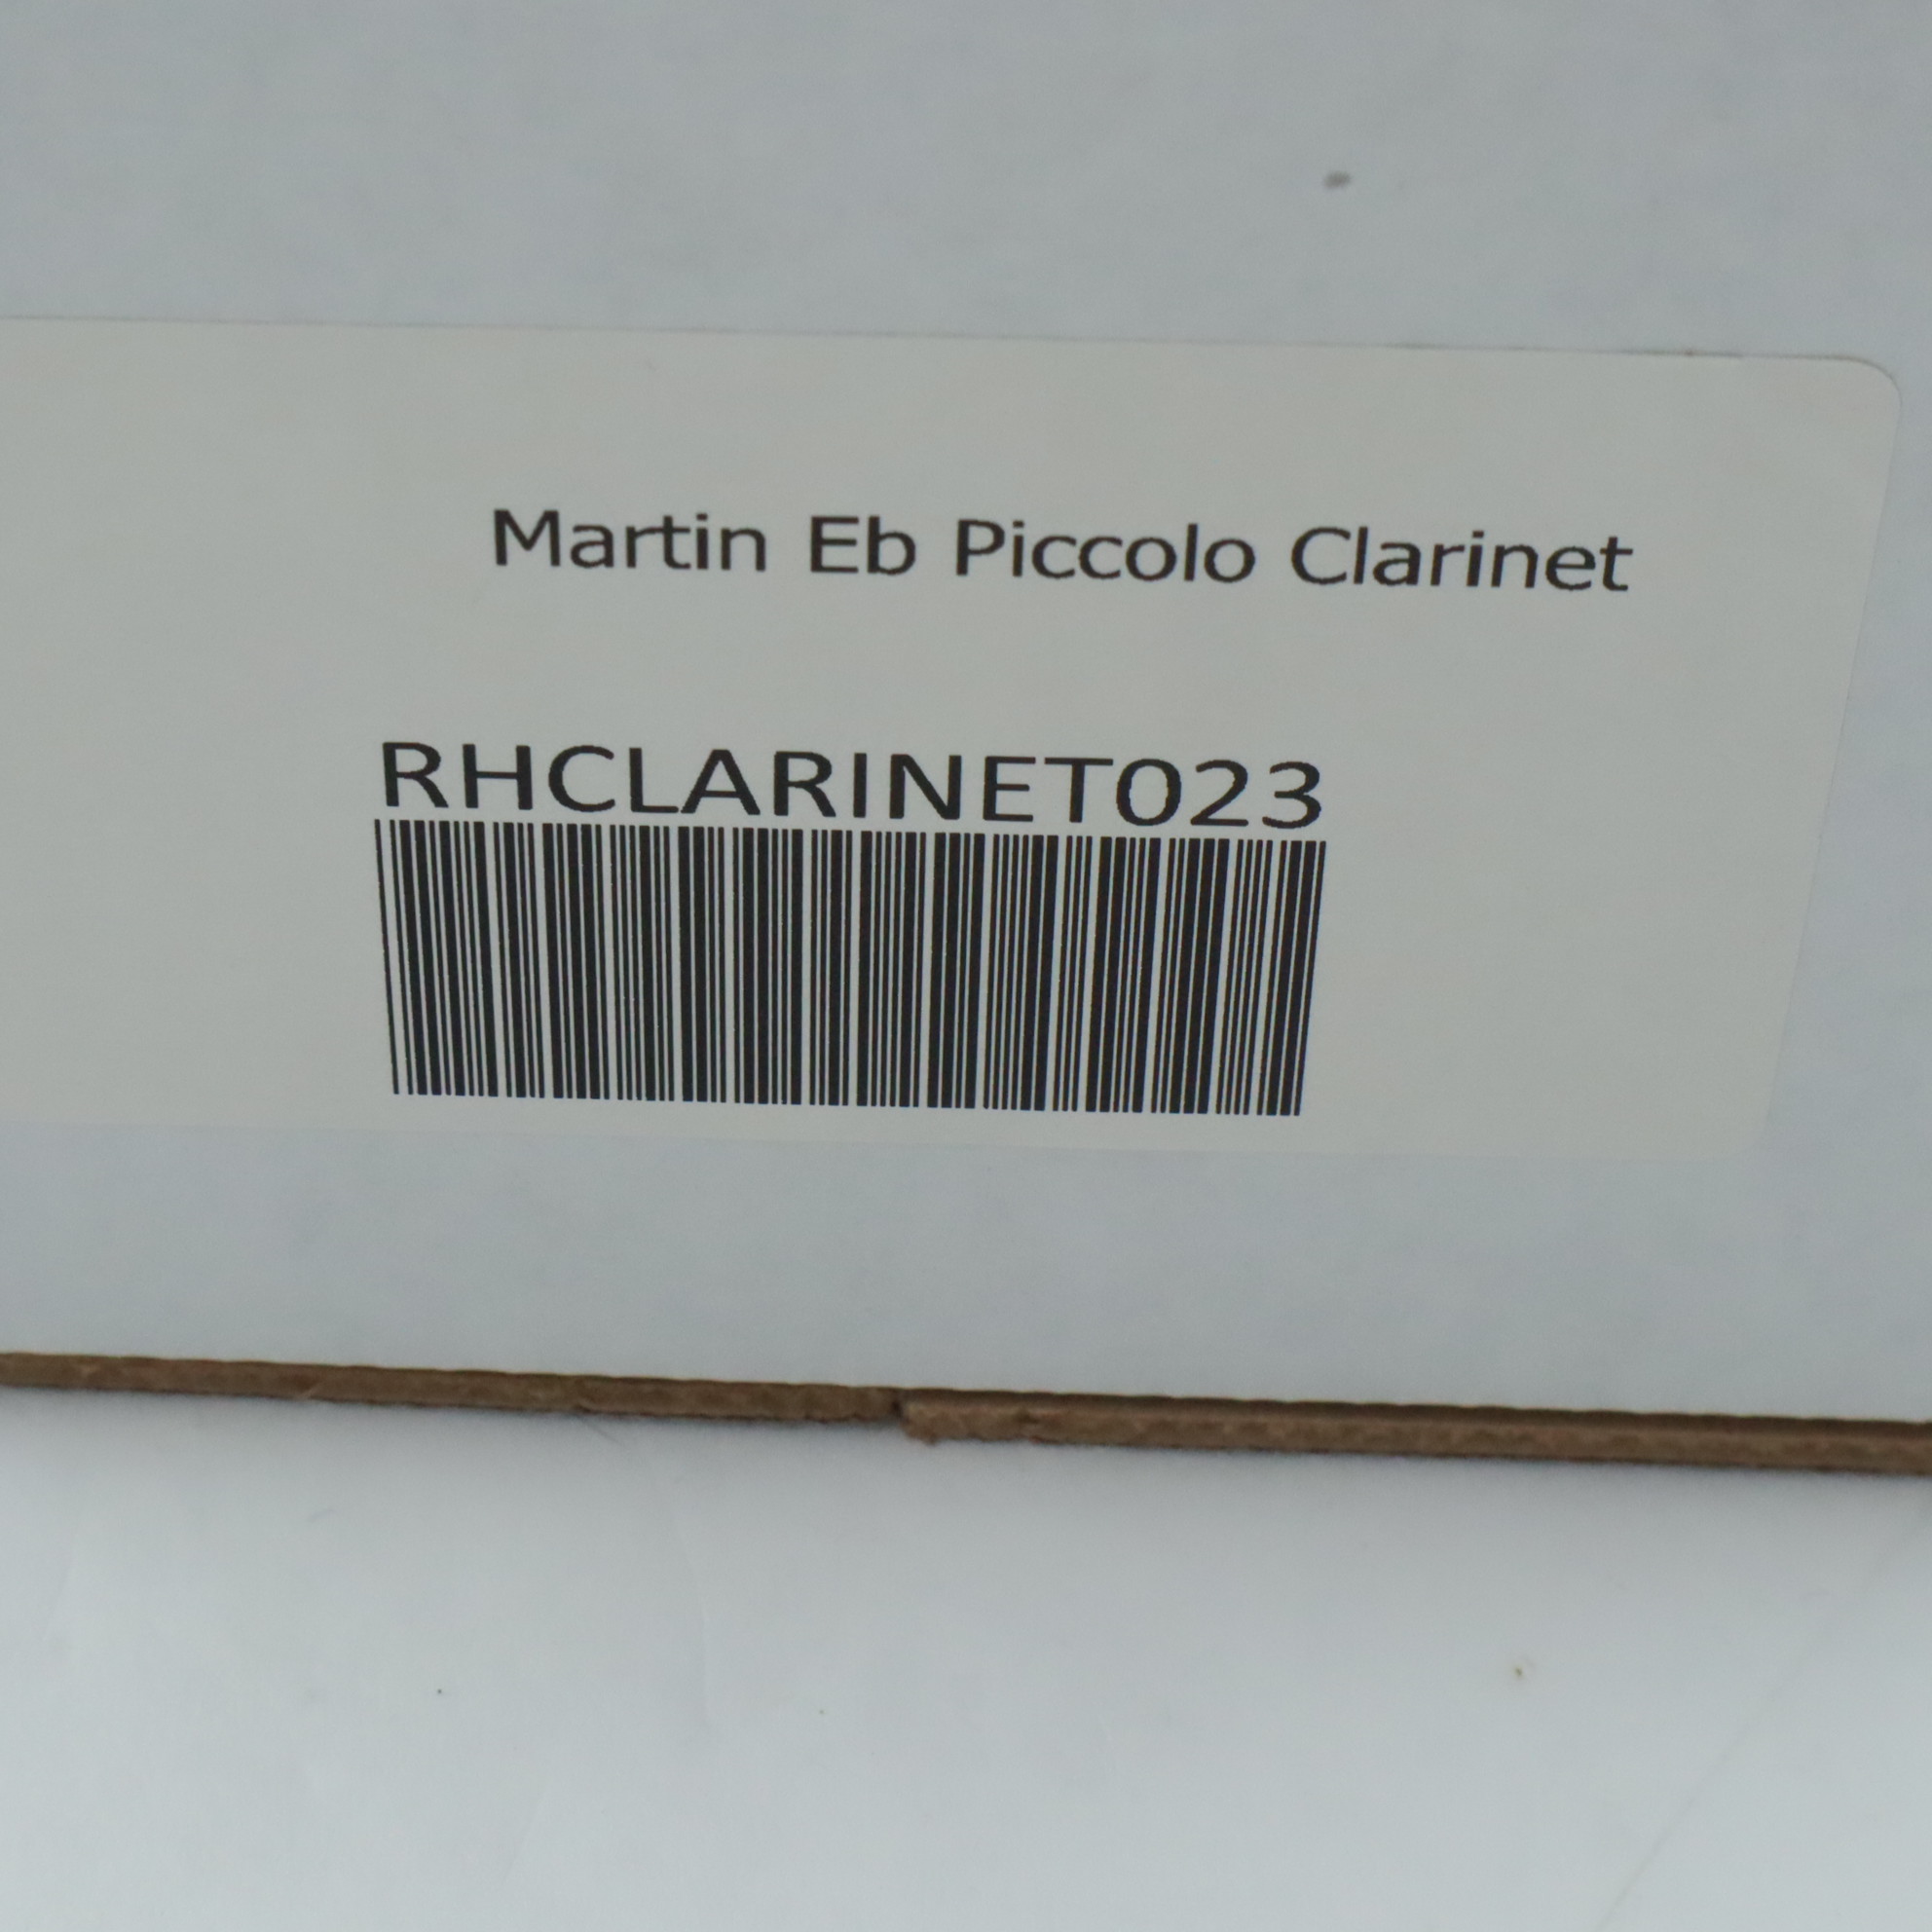 Martin Eb Piccolo Clarinet
RHCLARINET023